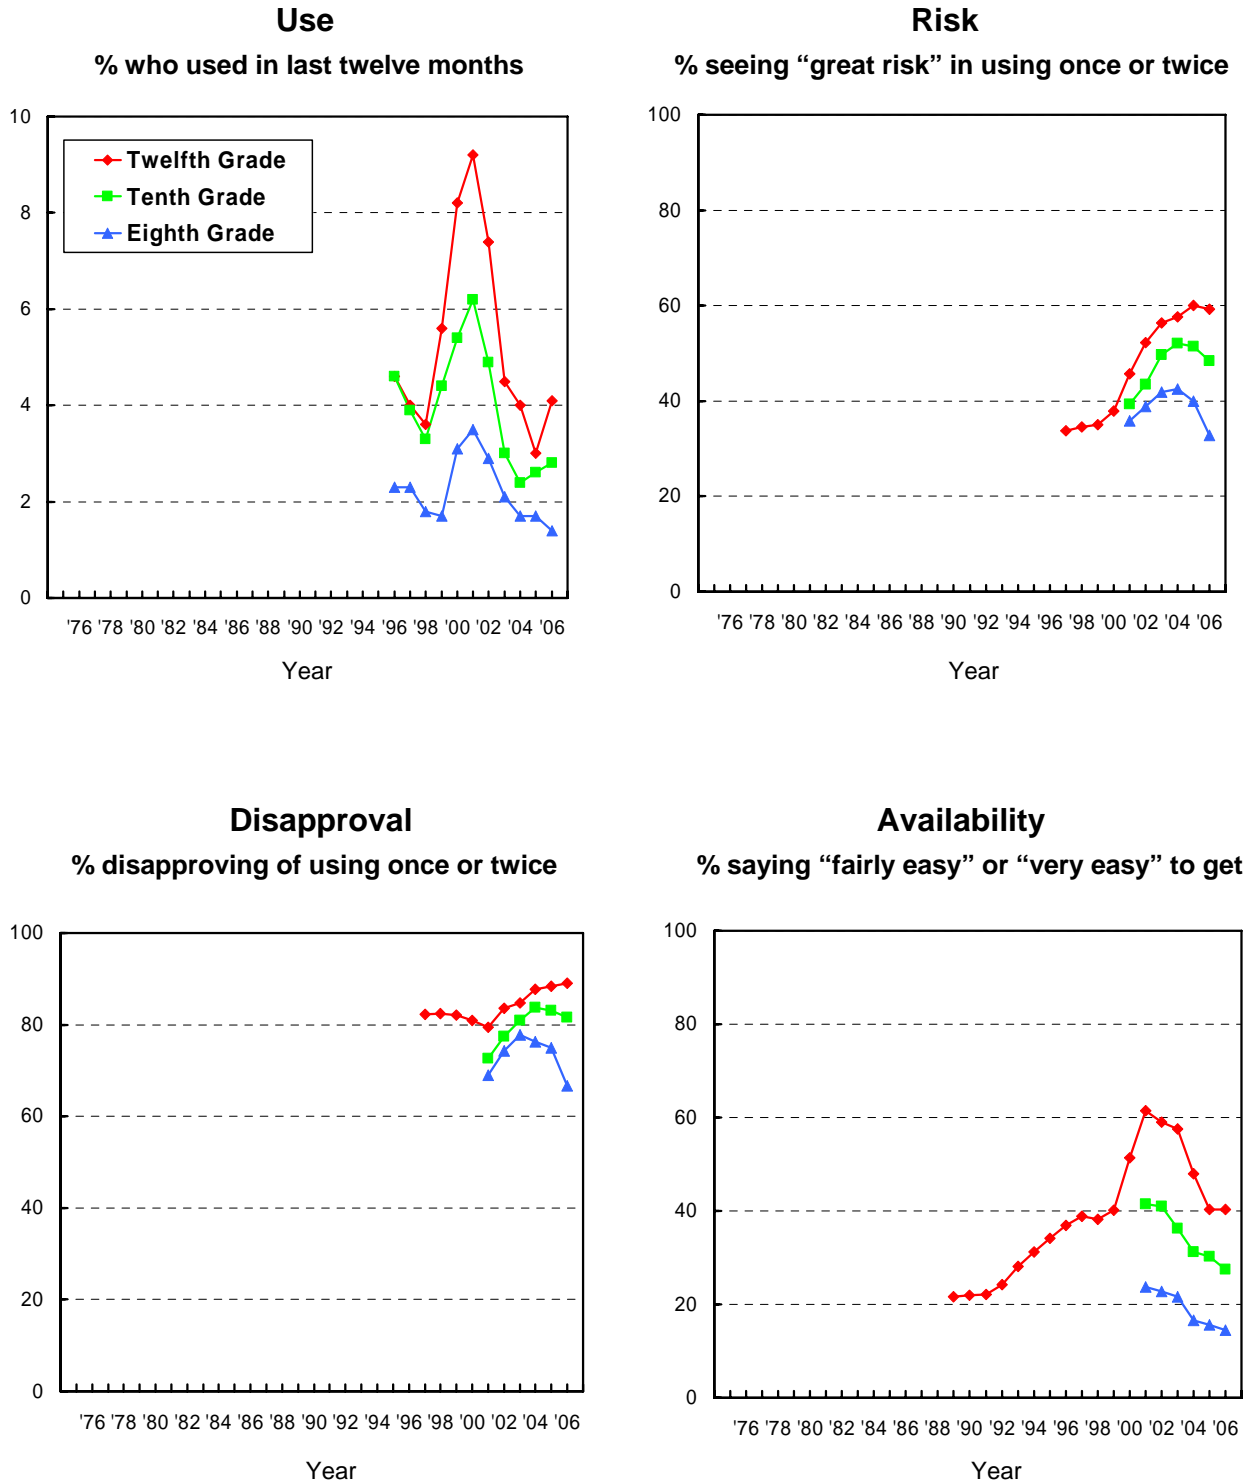 Use
% who used in last twelve months
10
8
6
4
2
0
Twelfth Grade
Tenth Grade
Eighth Grade
'76 '78 '80 '82 '84 '86 '88 '90 '92 '94 '96 '98 '00 '02 '04 '06
Year
Risk
% seeing “great risk” in using once or twice
100
80
60
40
20
0
'76 '78 '80 '82 '84 '86 '88 '90 '92 '94 '96 '98 '00 '02 '04 '06
Year
Disapproval
% disapproving of using once or twice
100
80
60
40
20
0
'76 '78 '80 '82 '84 '86 '88 '90 '92 '94 '96 '98 '00 '02 '04 '06
Year
Availability
% saying “fairly easy” or “very easy” to get
100
80
60
40
20
0
'76 '78 '80 '82 '84 '86 '88 '90 '92 '94 '96 '98 '00 '02 '04 '06
Year